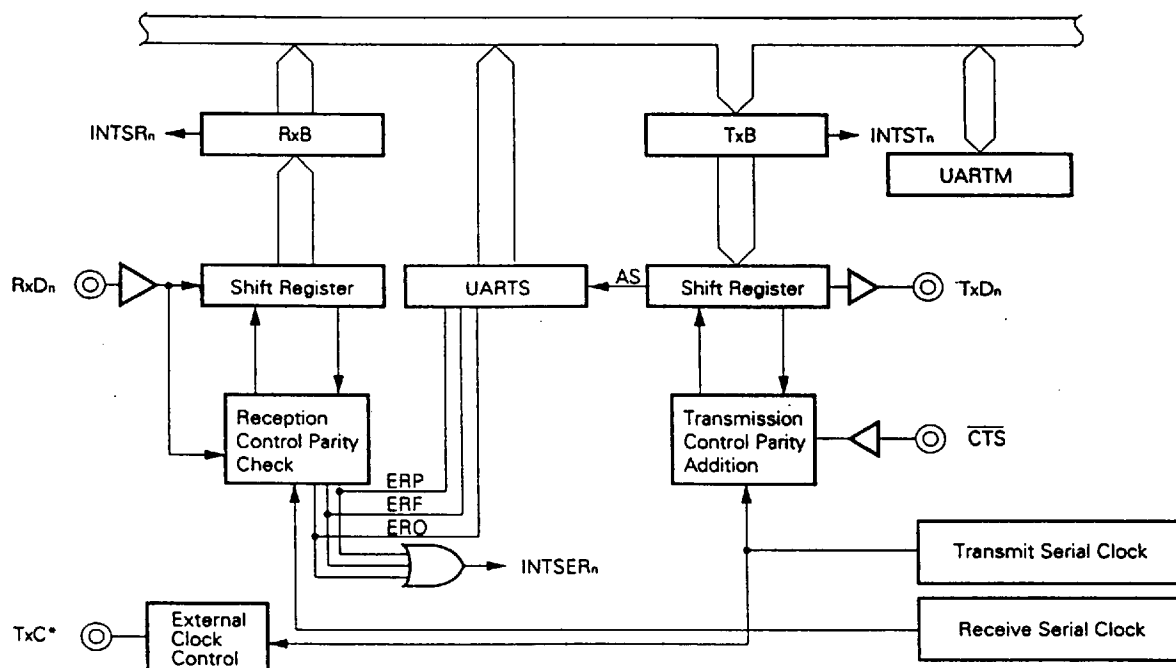 INTSRn
RxB
TxB
INTSTn
UARTM
RxDn
Shift Register
UARTS
AS
Shift Register
TxDn
Reception
Control Parity
Check
Transmission
Control Parity
Addition
CTS
ERP
ERF
ERO
INTSERn
Transmit Serial Clock
TxC*
External
Clock
Control
Receive Serial Clock